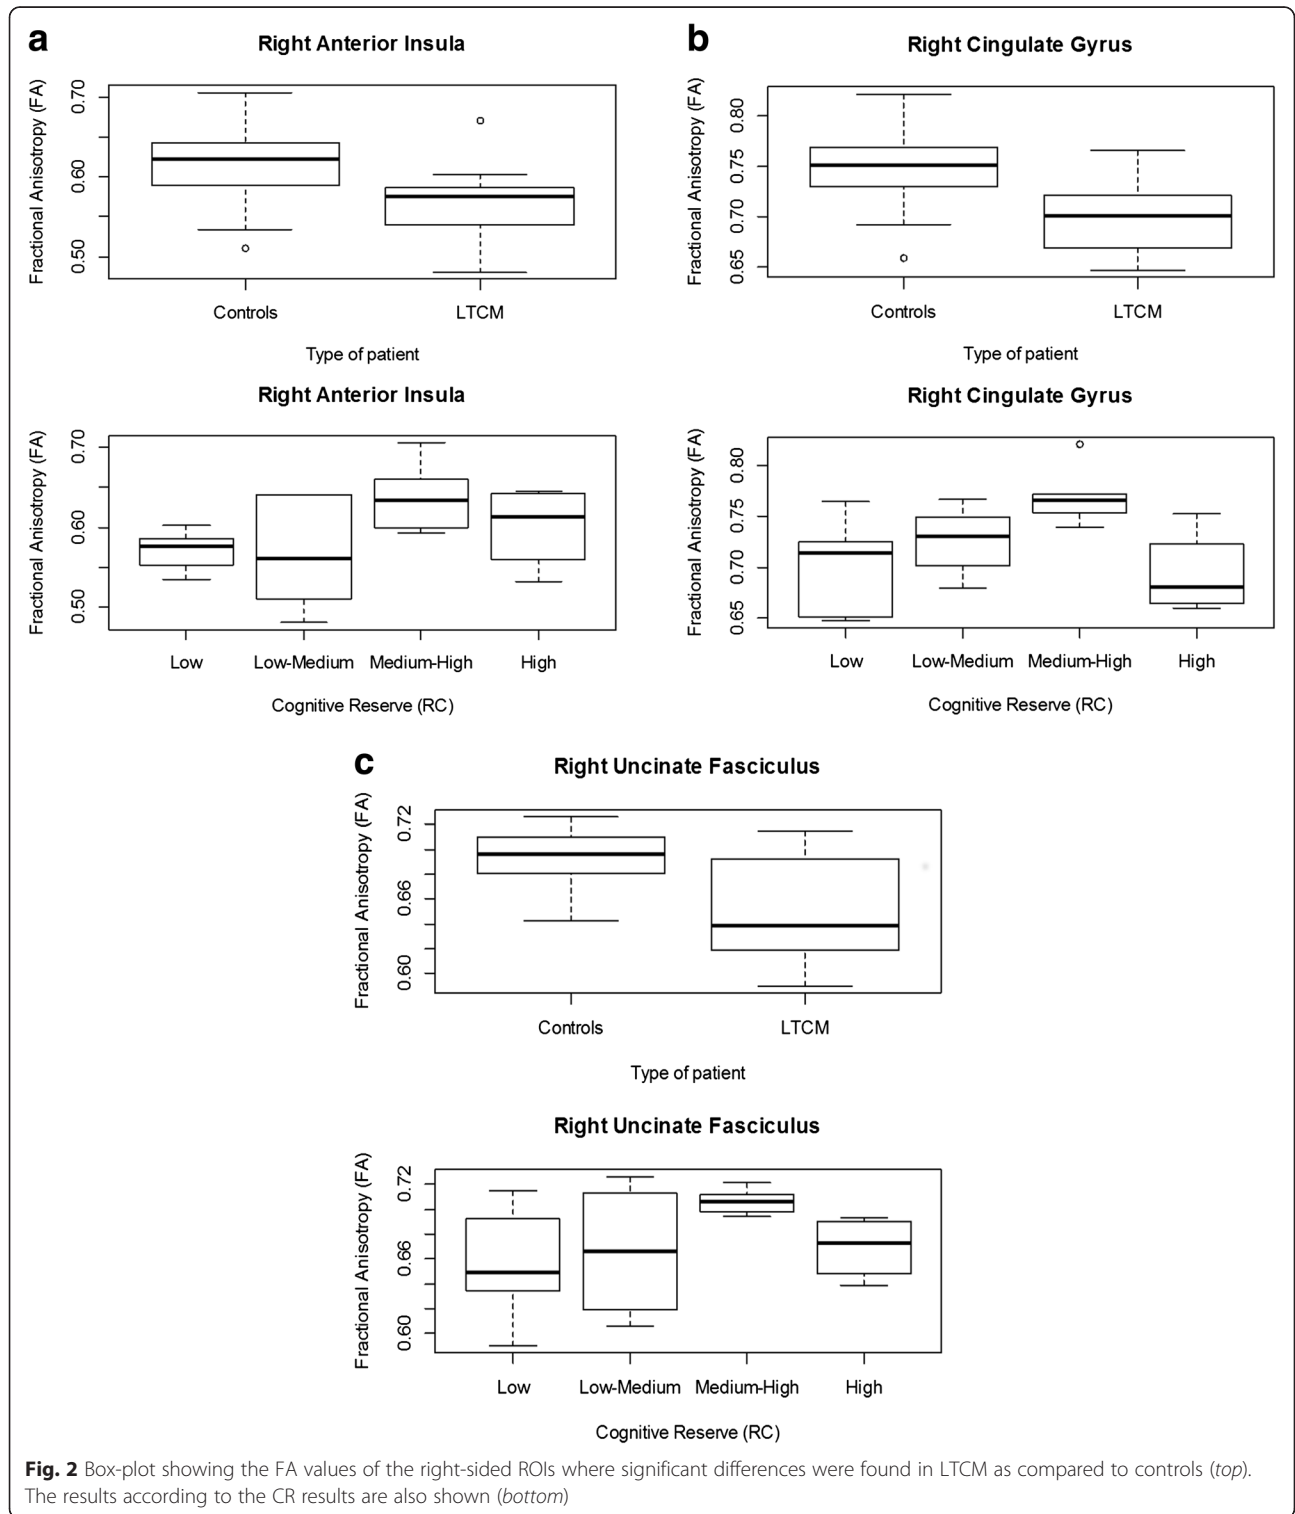 a
Right Anterior Insula
Fractional Anisotropy (FA)
0.70
0.60
0.50
Controls LTCM
Type of patient
Right Anterior Insula
Fractional Anisotropy (FA)
0.70
0.60
0.50
Low Low-Medium Medium-High High
Cognitive Reserve (RC)
b
Right Cingulate Gyrus
Fractional Anisotropy (FA)
0.80
0.75
0.70
0.65
Controls LTCM
Type of patient
Right Cingulate Gyrus
Fractional Anisotropy (FA)
0.80
0.75
0.70
0.65
Low Low-Medium Medium-High High
Cognitive Reserve (RC)
c
Right Uncinate Fasciculus
Fractional Anisotropy (FA)
0.72
0.66
0.60
Controls LTCM
Type of patient
Right Uncinate Fasciculus
Fractional Anisotropy (FA)
0.72
0.66
0.60
Low Low-Medium Medium-High High
Cognitive Reserve (RC)
Fig. 2 Box-plot showing the FA values of the right-sided ROIs where significant differences were found in LTCM as compared to controls (top).
The results according to the CR results are also shown (bottom)